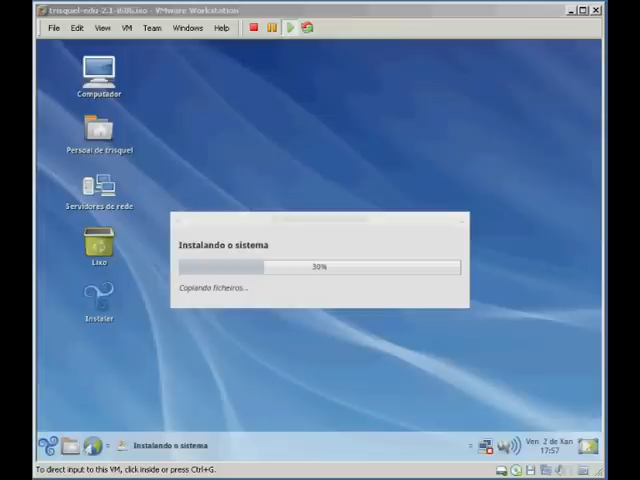 trisquel-edu-2.1-i686.iso - VMware Workstation
File Edit View VM Team Windows Help
Computador
Persoal de trisquel
Servidores de rede
Lixo
Instalar
Instalando o sistema
30%
Copiando ficheiros...
Instalando o sistema
Ven 2 de Xan
17:57
To direct input to this VM, click inside or press Ctrl+G.